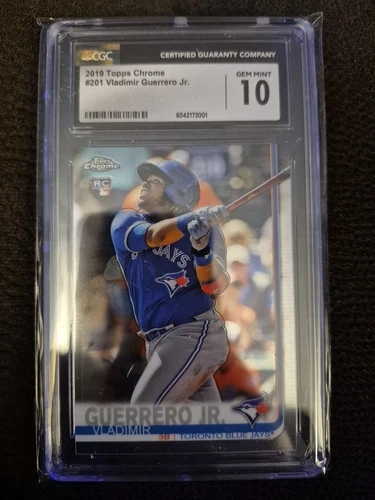 CGC
CERTIFIED GUARANTY COMPANY
2019 Topps Chrome
#201 Vladimir Guerrero Jr.
GEM MINT
10
6042173001
Topps
Chrome
RC
JAYS
GUERRERO JR.
VLADIMIR
3B | TORONTO BLUE JAYS